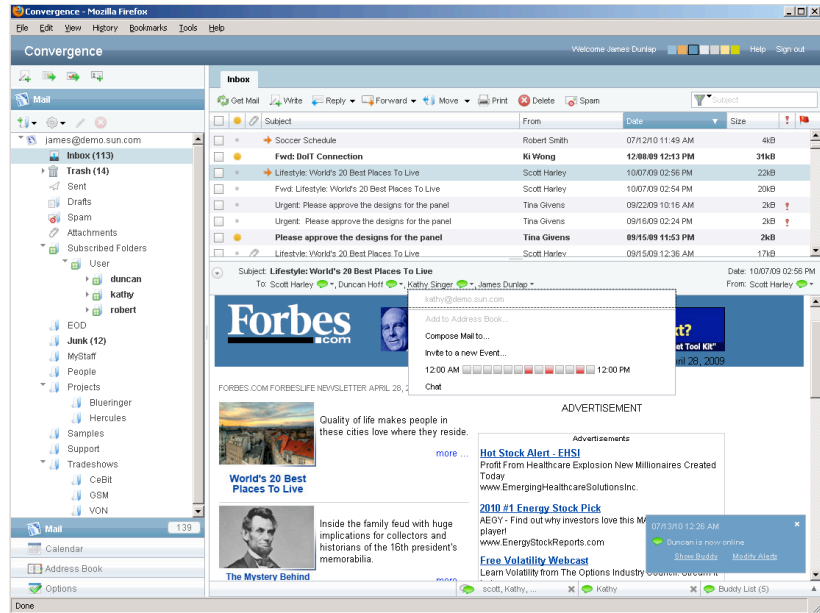 Convergence - Mozilla Firefox
File Edit View History Bookmarks Tools Help
Convergence
Welcome James Dunlap Help Sign out
Inbox
Mail
Get Mail Write Reply Forward Move Print Delete Spam Subject
Subject From Date Size
james@demo.sun.com
Inbox (113)
Trash (14)
Sent
Drafts
Spam
Attachments
Subscribed Folders
User
duncan
kathy
robert
EOD
Junk (12)
MyStaff
People
Projects
Blueringer
Hercules
Samples
Support
Tradeshows
CeBit
GSM
VON
Mail 139
Calendar
Address Book
Options
Soccer Schedule Robert Smith 07/12/10 11:49 AM 4kB
Fwd: DoIT Connection Ki Wong 12/08/09 12:13 PM 31kB
Lifestyle: World's 20 Best Places To Live Scott Harley 10/07/09 02:56 PM 22kB
Fwd: Lifestyle: World's 20 Best Places To Live Scott Harley 10/07/09 02:54 PM 20kB
Urgent: Please approve the designs for the panel Tina Givens 09/22/09 10:16 AM 2kB
Urgent: Please approve the designs for the panel Tina Givens 09/16/09 02:24 PM 2kB
Please approve the designs for the panel Tina Givens 09/15/09 11:53 PM 2kB
Lifestyle: World's 20 Best Places To Live Scott Harley 09/15/09 12:36 AM 17kB
Subject: Lifestyle: World's 20 Best Places To Live Date: 10/07/09 02:56 PM
To: Scott Harley, Duncan Hoff, Kathy Singer, James Dunlap From: Scott Harley
kathy@demo.sun.com
Add to Address Book...
Compose Mail to...
Invite to a new Event...
12:00 AM 12:00 PM
Chat
Forbes
.com
kt?
et Tool Kit"
ril 28, 2009
FORBES.COM FORBESLIFE NEWSLETTER APRIL 28, 2
Quality of life makes people in
these cities love where they reside.
more ...
World's 20 Best
Places To Live
Inside the family feud with huge
implications for collectors and
historians of the 16th president's
memorabilia.
The Mystery Behind
more
ADVERTISEMENT
Advertisements
Hot Stock Alert - EHSI
Profit From Healthcare Explosion New Millionaires Created
Today
www.EmergingHealthcareSolutionsInc.
2010 #1 Energy Stock Pick
AEGY - Find out why investors love this MA
player!
www.EnergyStockReports.com
Free Volatility Webcast
Learn Volatility from The Options Industry Council. Stream it
07/13/10 12:26 AM
Duncan is now online
Show Buddy Modify Alerts
scott, Kathy, ... Kathy Buddy List (5)
Done